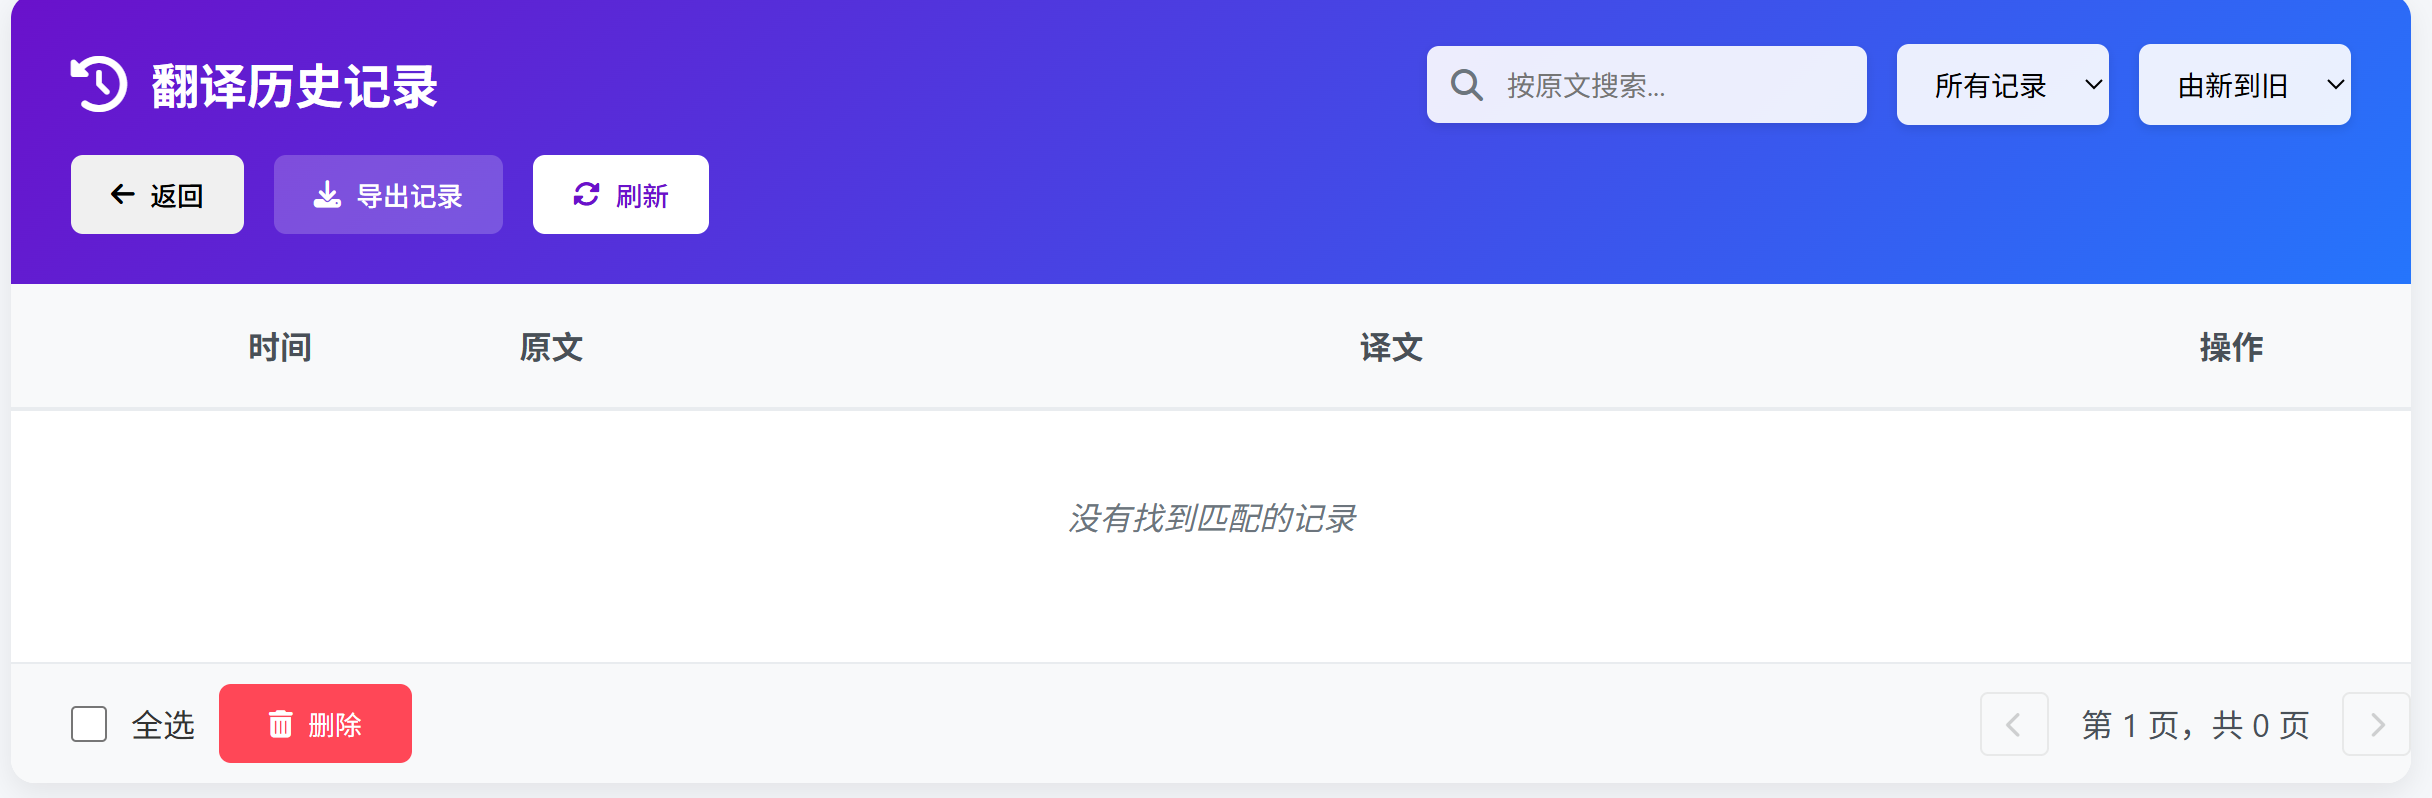 翻译历史记录
按原文搜索...
所有记录
由新到旧
返回
导出记录
刷新
时间 原文 译文 操作
没有找到匹配的记录
全选
删除
第 1 页，共 0 页